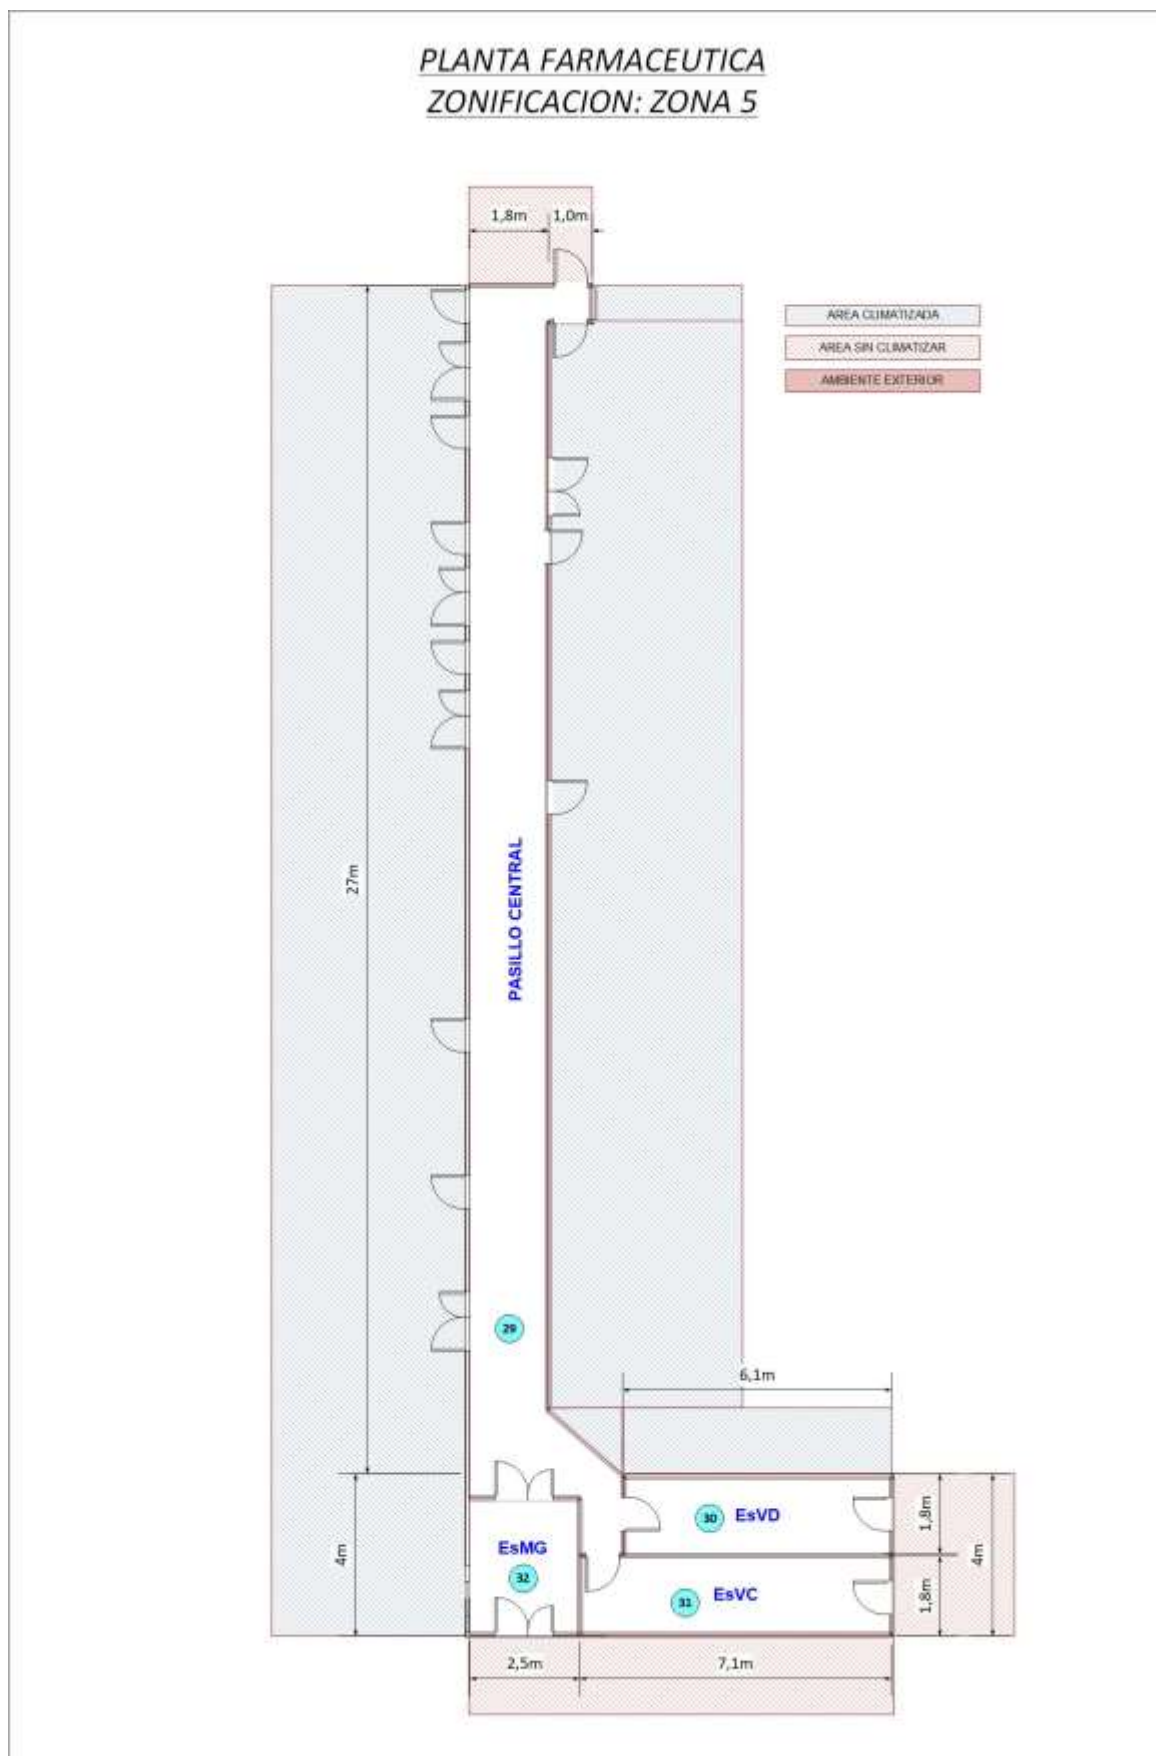 PLANTA FARMACEUTICA
ZONIFICACION: ZONA 5
1,8m
1,0m
AREA CLIMATIZADA
AREA SIN CLIMATIZAR
AMBIENTE EXTERIOR
27m
PASILLO CENTRAL
29
6,1m
30
EsVD
1,8m
4m
4m
EsMG
32
31
EsVC
1,8m
2,5m
7,1m